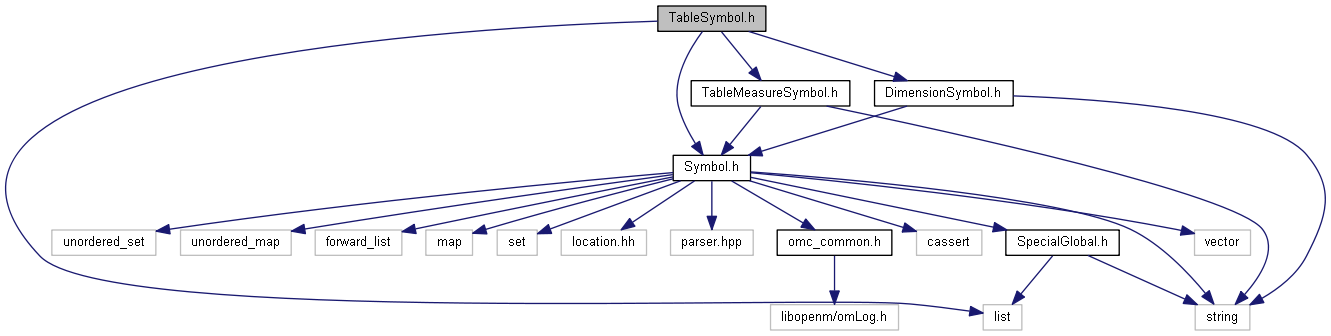 TableSymbol.h
TableMeasureSymbol.h
DimensionSymbol.h
Symbol.h
unordered_set
unordered_map
forward_list
map
set
location.hh
parser.hpp
omc_common.h
cassert
SpecialGlobal.h
vector
libopenm/omLog.h
list
string